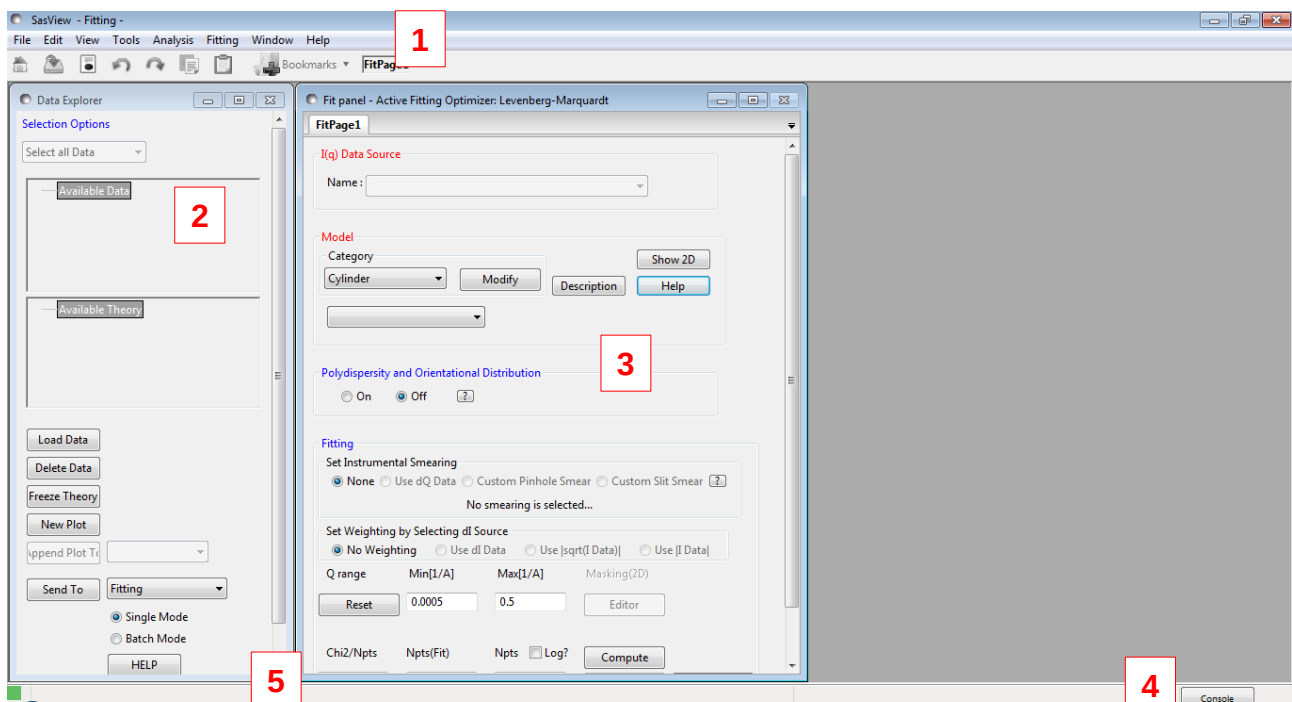 SasView - Fitting -
File Edit View Tools Analysis Fitting Window Help
1
Bookmarks FitPage1
Data Explorer
Selection Options
Select all Data
Available Data
2
Available Theory
Load Data
Delete Data
Freeze Theory
New Plot
Append Plot To
Send To Fitting
Single Mode
Batch Mode
HELP
Fit panel - Active Fitting Optimizer: Levenberg-Marquardt
FitPage1
I(q) Data Source
Name :
Model
Category
Cylinder Modify
Show 2D
Description Help
3
Polydispersity and Orientational Distribution
On Off ?
Fitting
Set Instrumental Smearing
None Use dQ Data Custom Pinhole Smear Custom Slit Smear ?
No smearing is selected...
Set Weighting by Selecting dI Source
No Weighting Use dI Data Use |sqrt(I Data)| Use |I Data|
Q range Min[1/A] Max[1/A] Masking(2D)
Reset 0.0005 0.5 Editor
Chi2/Npts Npts(Fit) Npts Log? Compute
5
4
Console